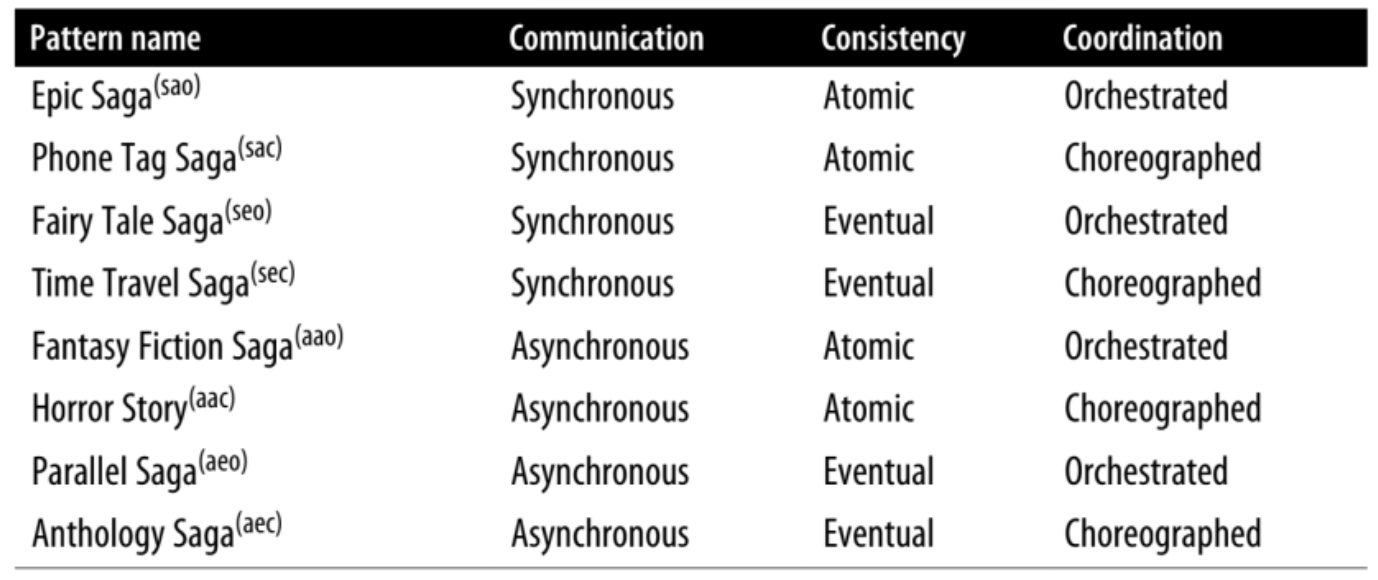 Pattern name Communication Consistency Coordination
Epic Saga(sao) Synchronous Atomic Orchestrated
Phone Tag Saga(sac) Synchronous Atomic Choreographed
Fairy Tale Saga(seo) Synchronous Eventual Orchestrated
Time Travel Saga(sec) Synchronous Eventual Choreographed
Fantasy Fiction Saga(aao) Asynchronous Atomic Orchestrated
Horror Story(aac) Asynchronous Atomic Choreographed
Parallel Saga(aeo) Asynchronous Eventual Orchestrated
Anthology Saga(aec) Asynchronous Eventual Choreographed